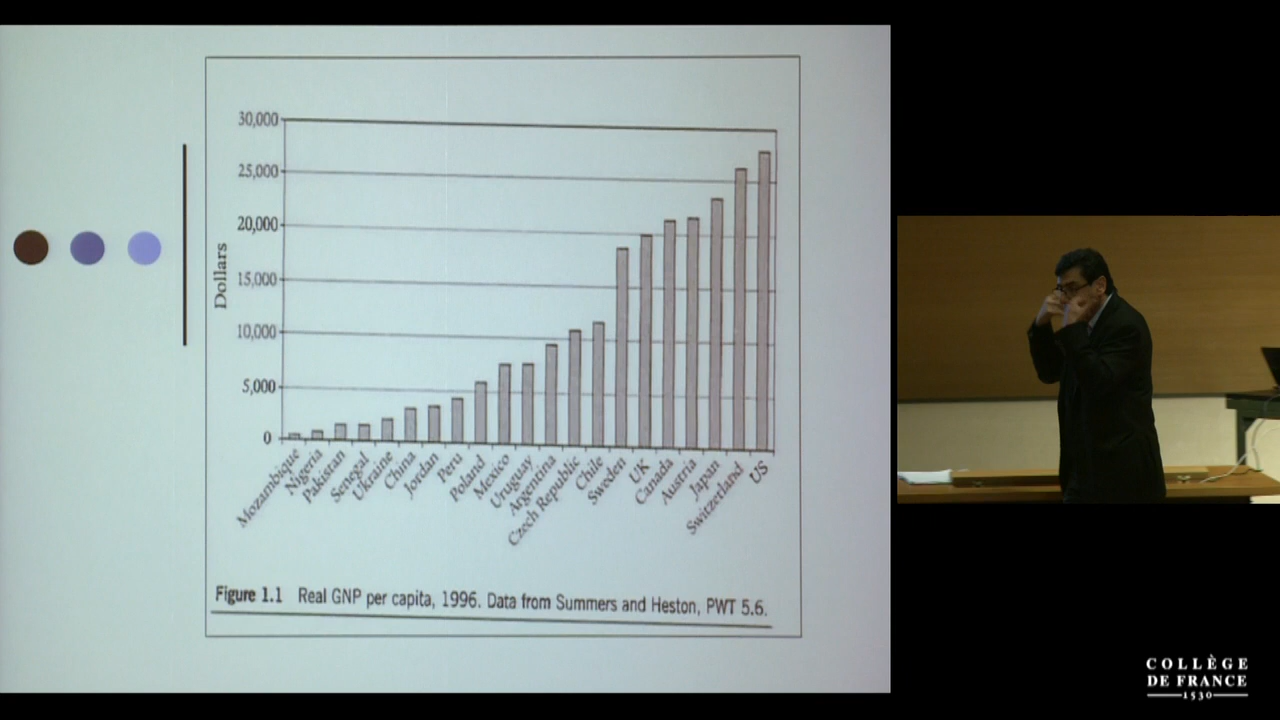 30,000
25,000
20,000
15,000
10,000
5,000
0
Dollars
Mozambique
Nigeria
Pakistan
Senegal
Ukraine
China
Jordan
Peru
Poland
Mexico
Uruguay
Argentina
Czech Republic
Chile
Sweden
UK
Canada
Austria
Japan
Switzerland
US
Figure 1.1 Real GNP per capita, 1996. Data from Summers and Heston, PWT 5.6.
COLLÈGE
DE FRANCE
1530